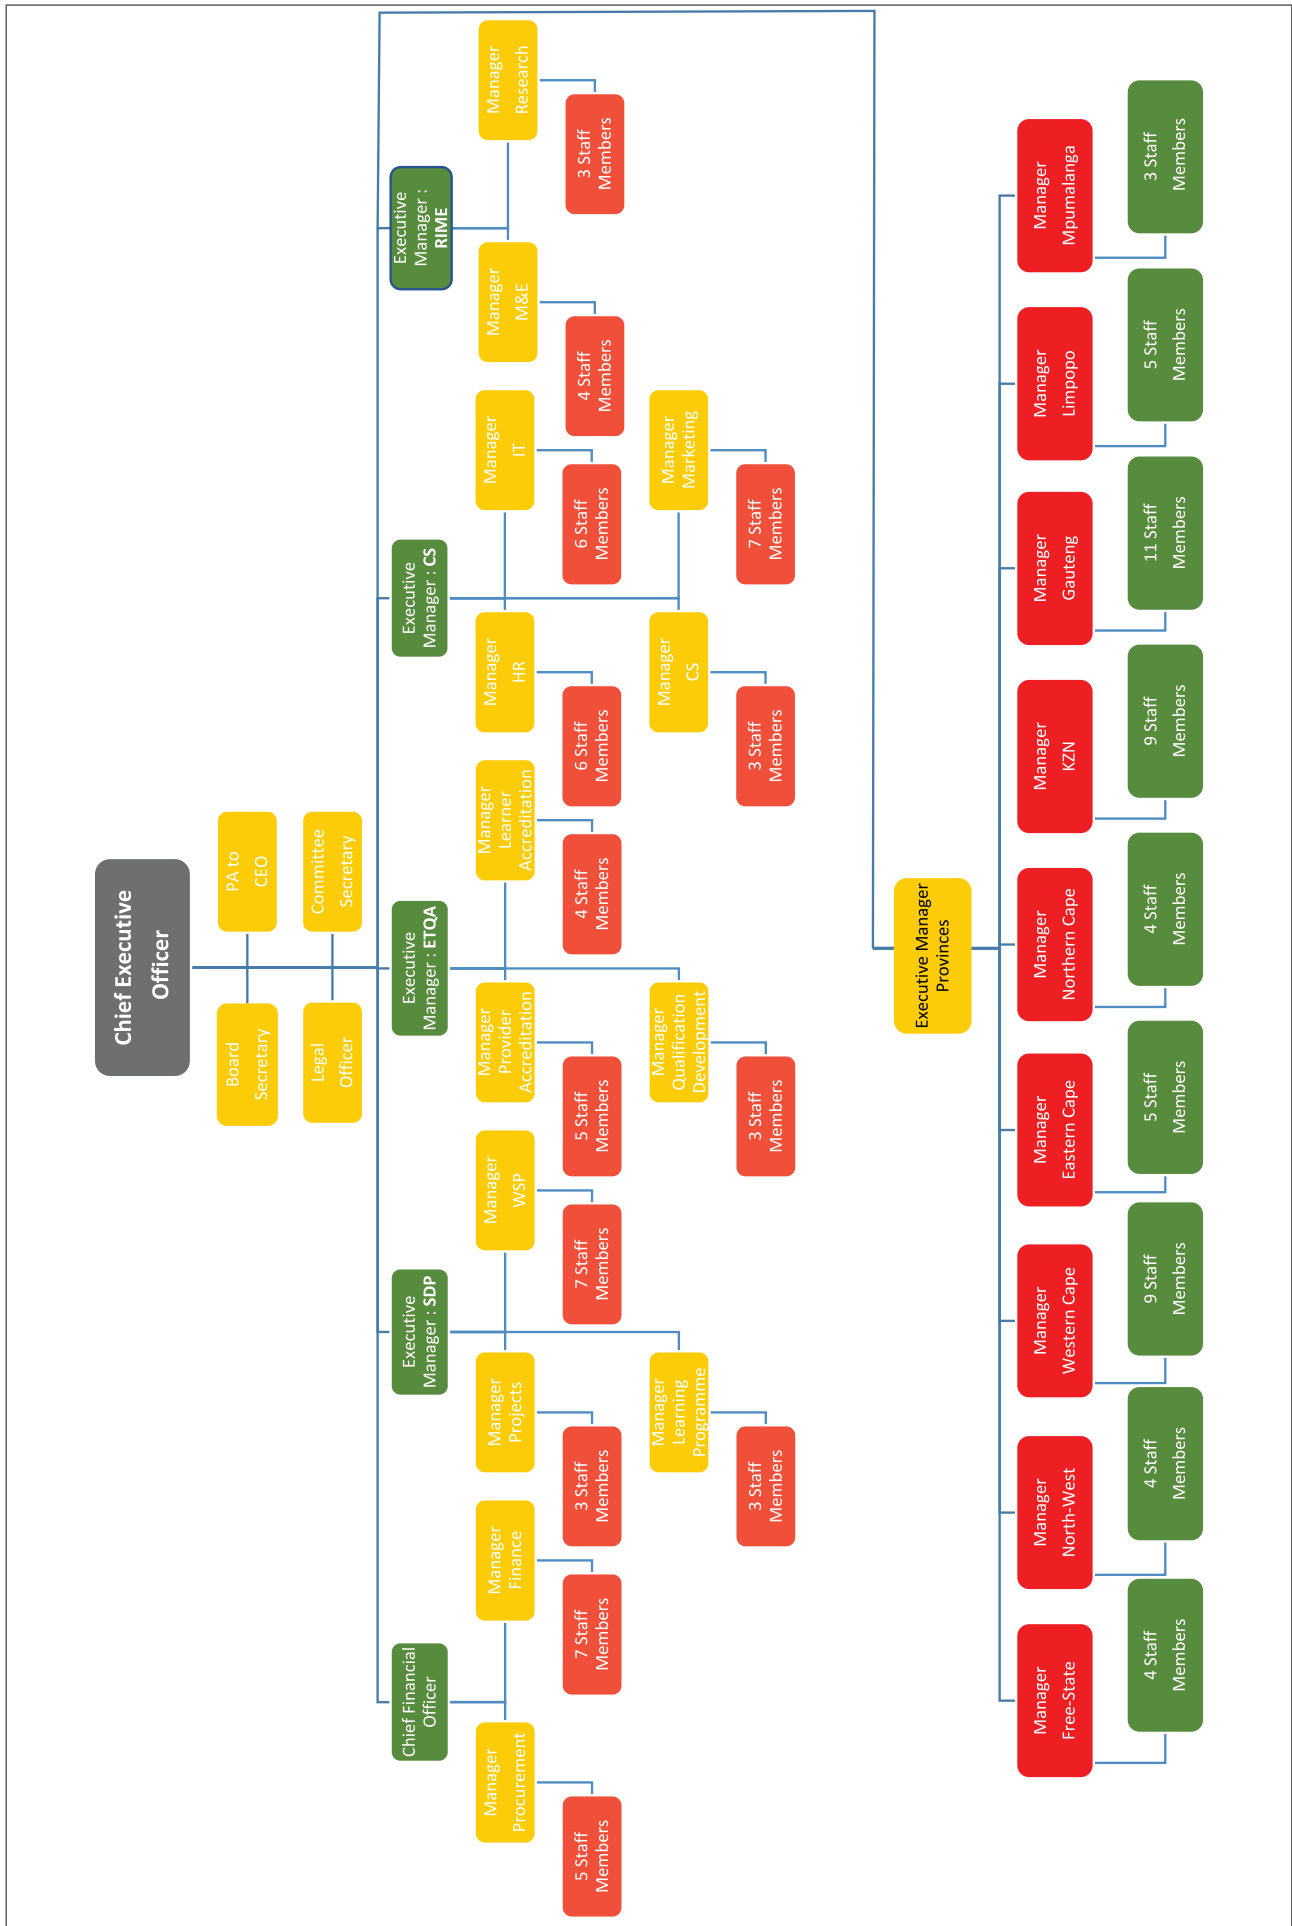 Chief Executive
Officer
Board
Secretary
PA to
CEO
Legal
Officer
Committee
Secretary
Chief Financial
Officer
Executive
Manager : SDP
Executive
Manager : ETQA
Executive
Manager : CS
Executive
Manager :
RIME
Manager
Procurement
5 Staff
Members
Manager
Finance
7 Staff
Members
Manager
Projects
3 Staff
Members
Manager
WSP
7 Staff
Members
Manager
Learning
Programme
3 Staff
Members
Manager
Provider
Accreditation
5 Staff
Members
Manager
Learner
Accreditation
4 Staff
Members
Manager
Qualification
Development
3 Staff
Members
Manager
HR
6 Staff
Members
Manager
IT
6 Staff
Members
Manager
CS
3 Staff
Members
Manager
Marketing
7 Staff
Members
Manager
M&E
4 Staff
Members
Manager
Research
3 Staff
Members
Executive Manager
Provinces
Manager
Free-State
4 Staff
Members
Manager
North-West
4 Staff
Members
Manager
Western Cape
9 Staff
Members
Manager
Eastern Cape
5 Staff
Members
Manager
Northern Cape
4 Staff
Members
Manager
KZN
9 Staff
Members
Manager
Gauteng
11 Staff
Members
Manager
Limpopo
5 Staff
Members
Manager
Mpumalanga
3 Staff
Members